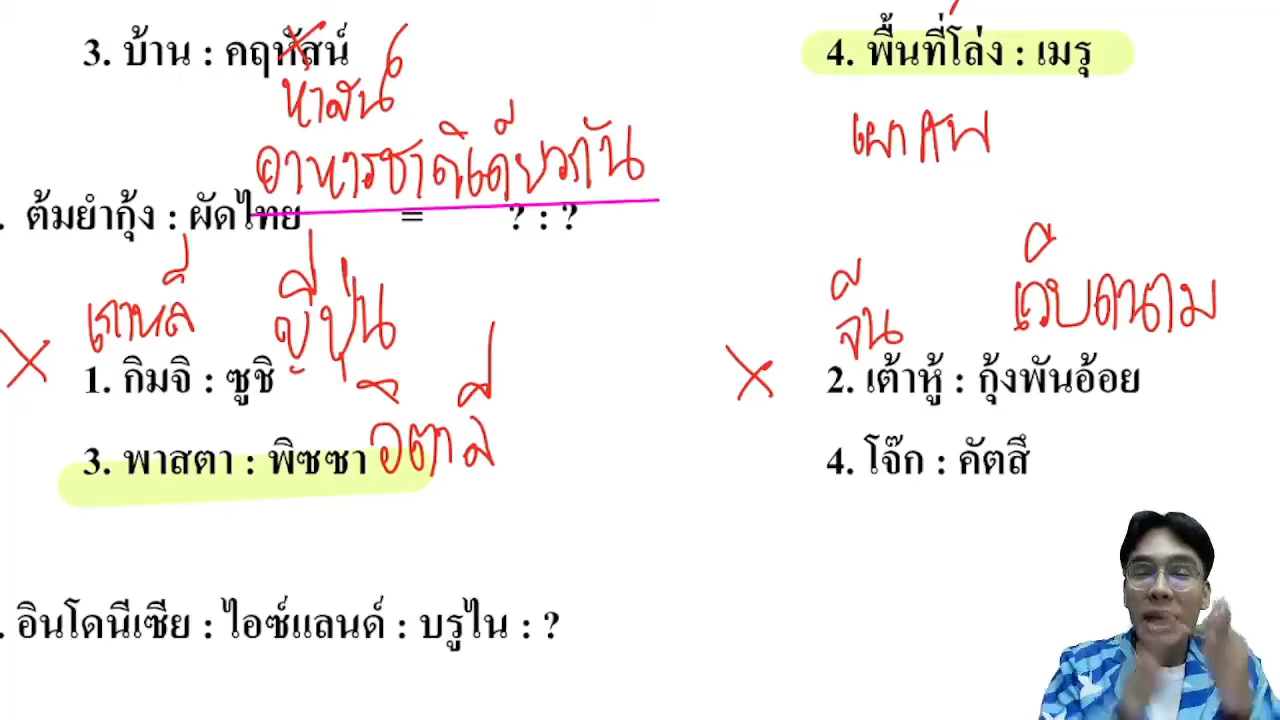 3. บ้าน : คฤหัสน์
4. พื้นที่โล่ง : เมรุ
หาสน์
เผาศพ
อาหารชาติเดียวกัน
. ต้มยำกุ้ง : ผัดไทย = ? : ?
เกาหลี
ญี่ปุ่น
จีน
เวียดนาม
1. กิมจิ : ซูชิ
2. เต้าหู้ : กุ้งพันอ้อย
3. พาสตา : พิซซา
อิตาลี
4. โจ๊ก : คัตสึ
. อินโดนีเซีย : ไอซ์แลนด์ : บรูไน : ?